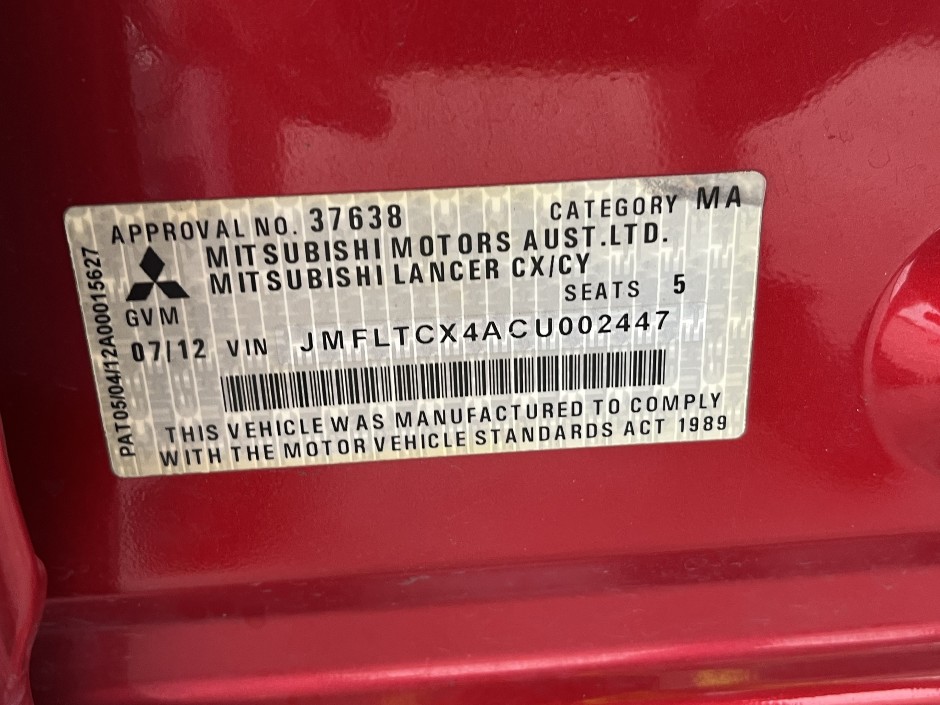 APPROVAL NO. 37638 CATEGORY MA
MITSUBISHI MOTORS AUST.LTD.
MITSUBISHI LANCER CX/CY
SEATS 5
GVM
07/12 VIN JMFLTCX4ACU002447
THIS VEHICLE WAS MANUFACTURED TO COMPLY
WITH THE MOTOR VEHICLE STANDARDS ACT 1989
PAT05/04/12A00015627